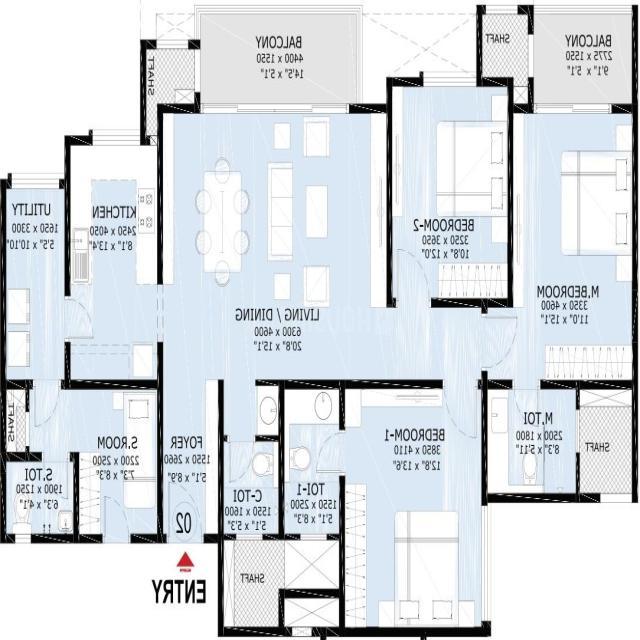 BALCONY
4400 x 1550
14'5" x 5'1"
SHAFT
BALCONY
2775 x 1550
9'1" x 5'1"
SHAFT
UTILITY
1650 x 3300
5'5" x 10'10"
KITCHEN
2450 x 4050
8'1" x 13'4"
BEDROOM-2
3250 x 3650
10'8" x 12'0"
M.BEDROOM
3350 x 4600
11'0" x 15'1"
LIVING / DINING
6300 x 4600
20'8" x 15'1"
SHAFT
S.ROOM
2200 x 2500
7'3" x 8'3"
FOYER
1550 x 2660
5'1" x 8'9"
S.TOI
1900 x 1250
6'3" x 4'1"
C-TOI
1550 x 1600
5'1" x 5'3"
TOI-1
1550 x 2500
5'1" x 8'3"
BEDROOM-1
3850 x 4110
12'8" x 13'6"
M.TOI
2500 x 1800
8'3" x 5'11"
SHAFT
02
SHAFT
ENTRY